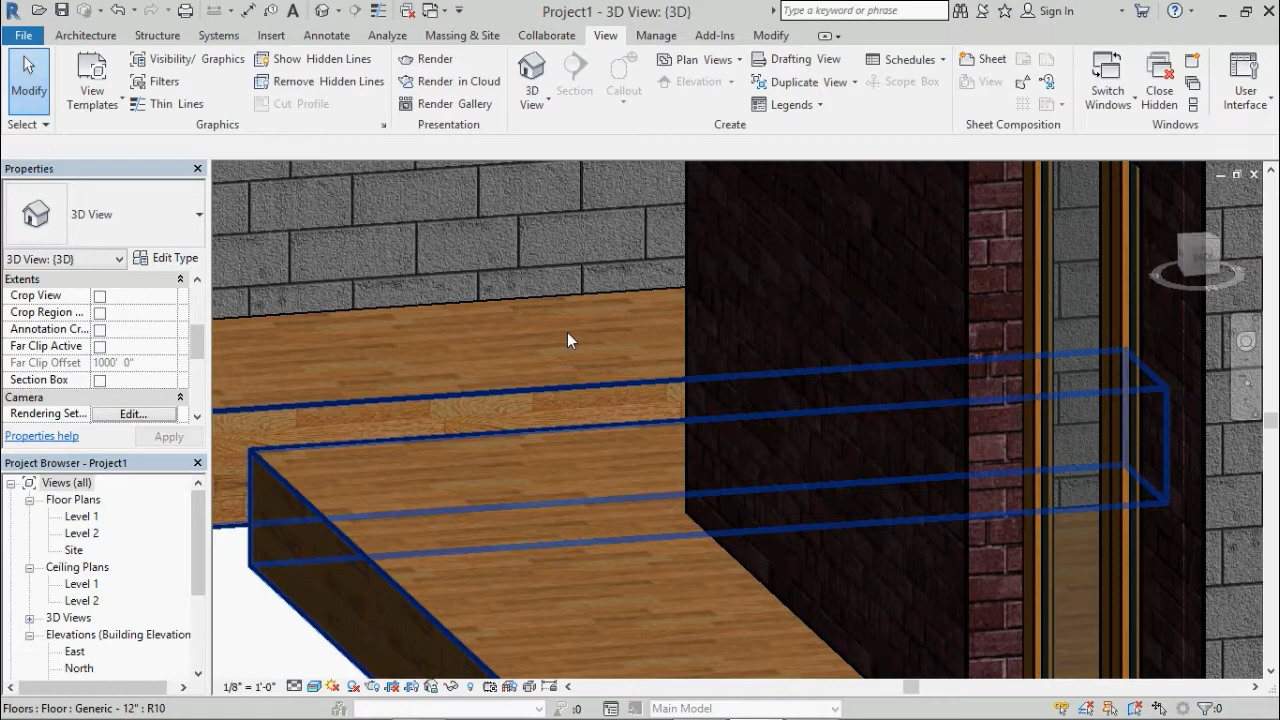 Project1 - 3D View: {3D}
Type a keyword or phrase
Sign In
File
Architecture
Structure
Systems
Insert
Annotate
Analyze
Massing & Site
Collaborate
View
Manage
Add-Ins
Modify
Modify
View Templates
Visibility/ Graphics
Filters
Thin Lines
Show Hidden Lines
Remove Hidden Lines
Cut Profile
Render
Render in Cloud
Render Gallery
3D View
Section
Callout
Plan Views
Elevation
Drafting View
Duplicate View
Legends
Schedules
Scope Box
Sheet
View
Switch Windows
Close Hidden
User Interface
Select
Graphics
Presentation
Create
Sheet Composition
Windows
Properties
3D View
3D View: {3D}
Edit Type
Extents
Crop View
Crop Region ...
Annotation Cr...
Far Clip Active
Far Clip Offset 1000' 0"
Section Box
Camera
Rendering Set... Edit...
Properties help
Apply
Project Browser - Project1
Views (all)
Floor Plans
Level 1
Level 2
Site
Ceiling Plans
Level 1
Level 2
3D Views
Elevations (Building Elevation
East
North
1/8" = 1'-0"
Floors : Floor : Generic - 12" : R10
:0
Main Model
:0